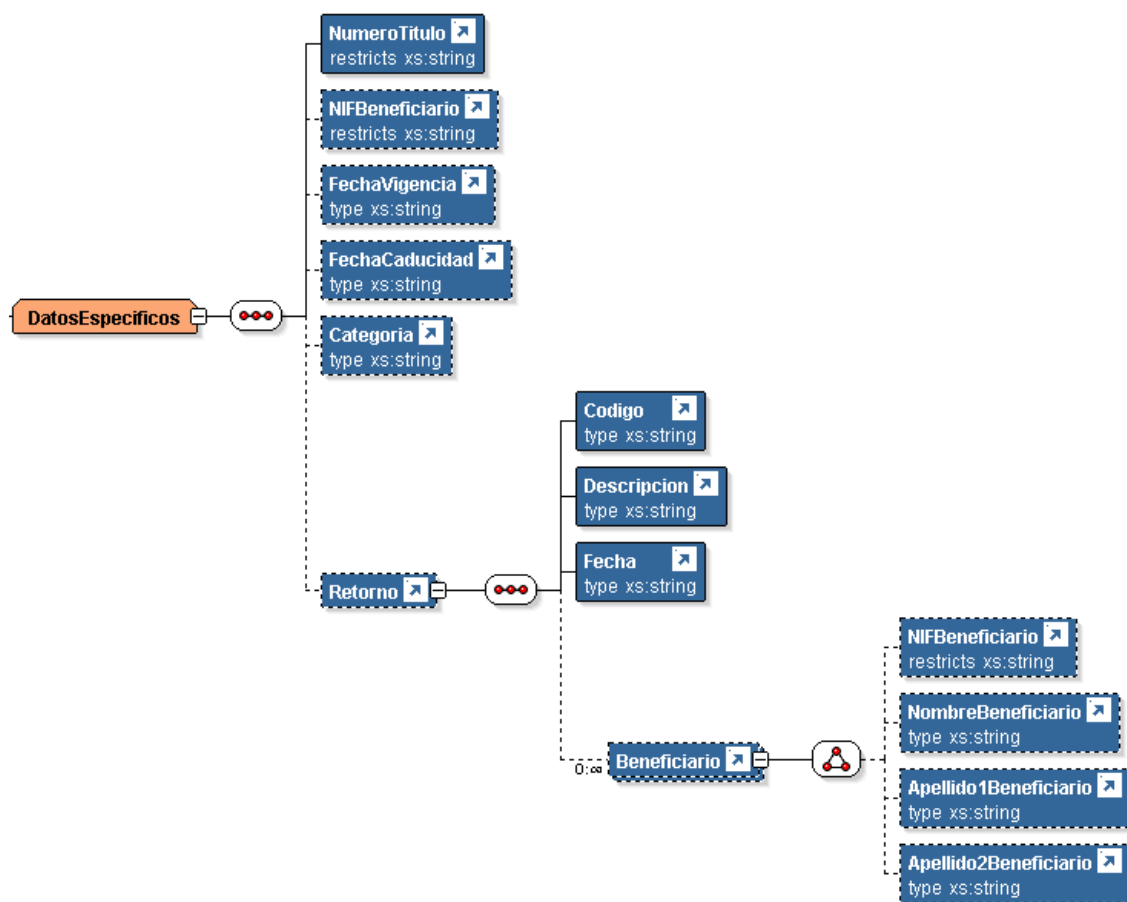 NumeroTitulo
restricts xs:string
NIFBeneficiario
restricts xs:string
FechaVigencia
type xs:string
FechaCaducidad
type xs:string
DatosEspecificos
Categoria
type xs:string
Codigo
type xs:string
Descripcion
type xs:string
Fecha
type xs:string
Retorno
NIFBeneficiario
restricts xs:string
NombreBeneficiario
type xs:string
Beneficiario
0:∞
Apellido1Beneficiario
type xs:string
Apellido2Beneficiario
type xs:string